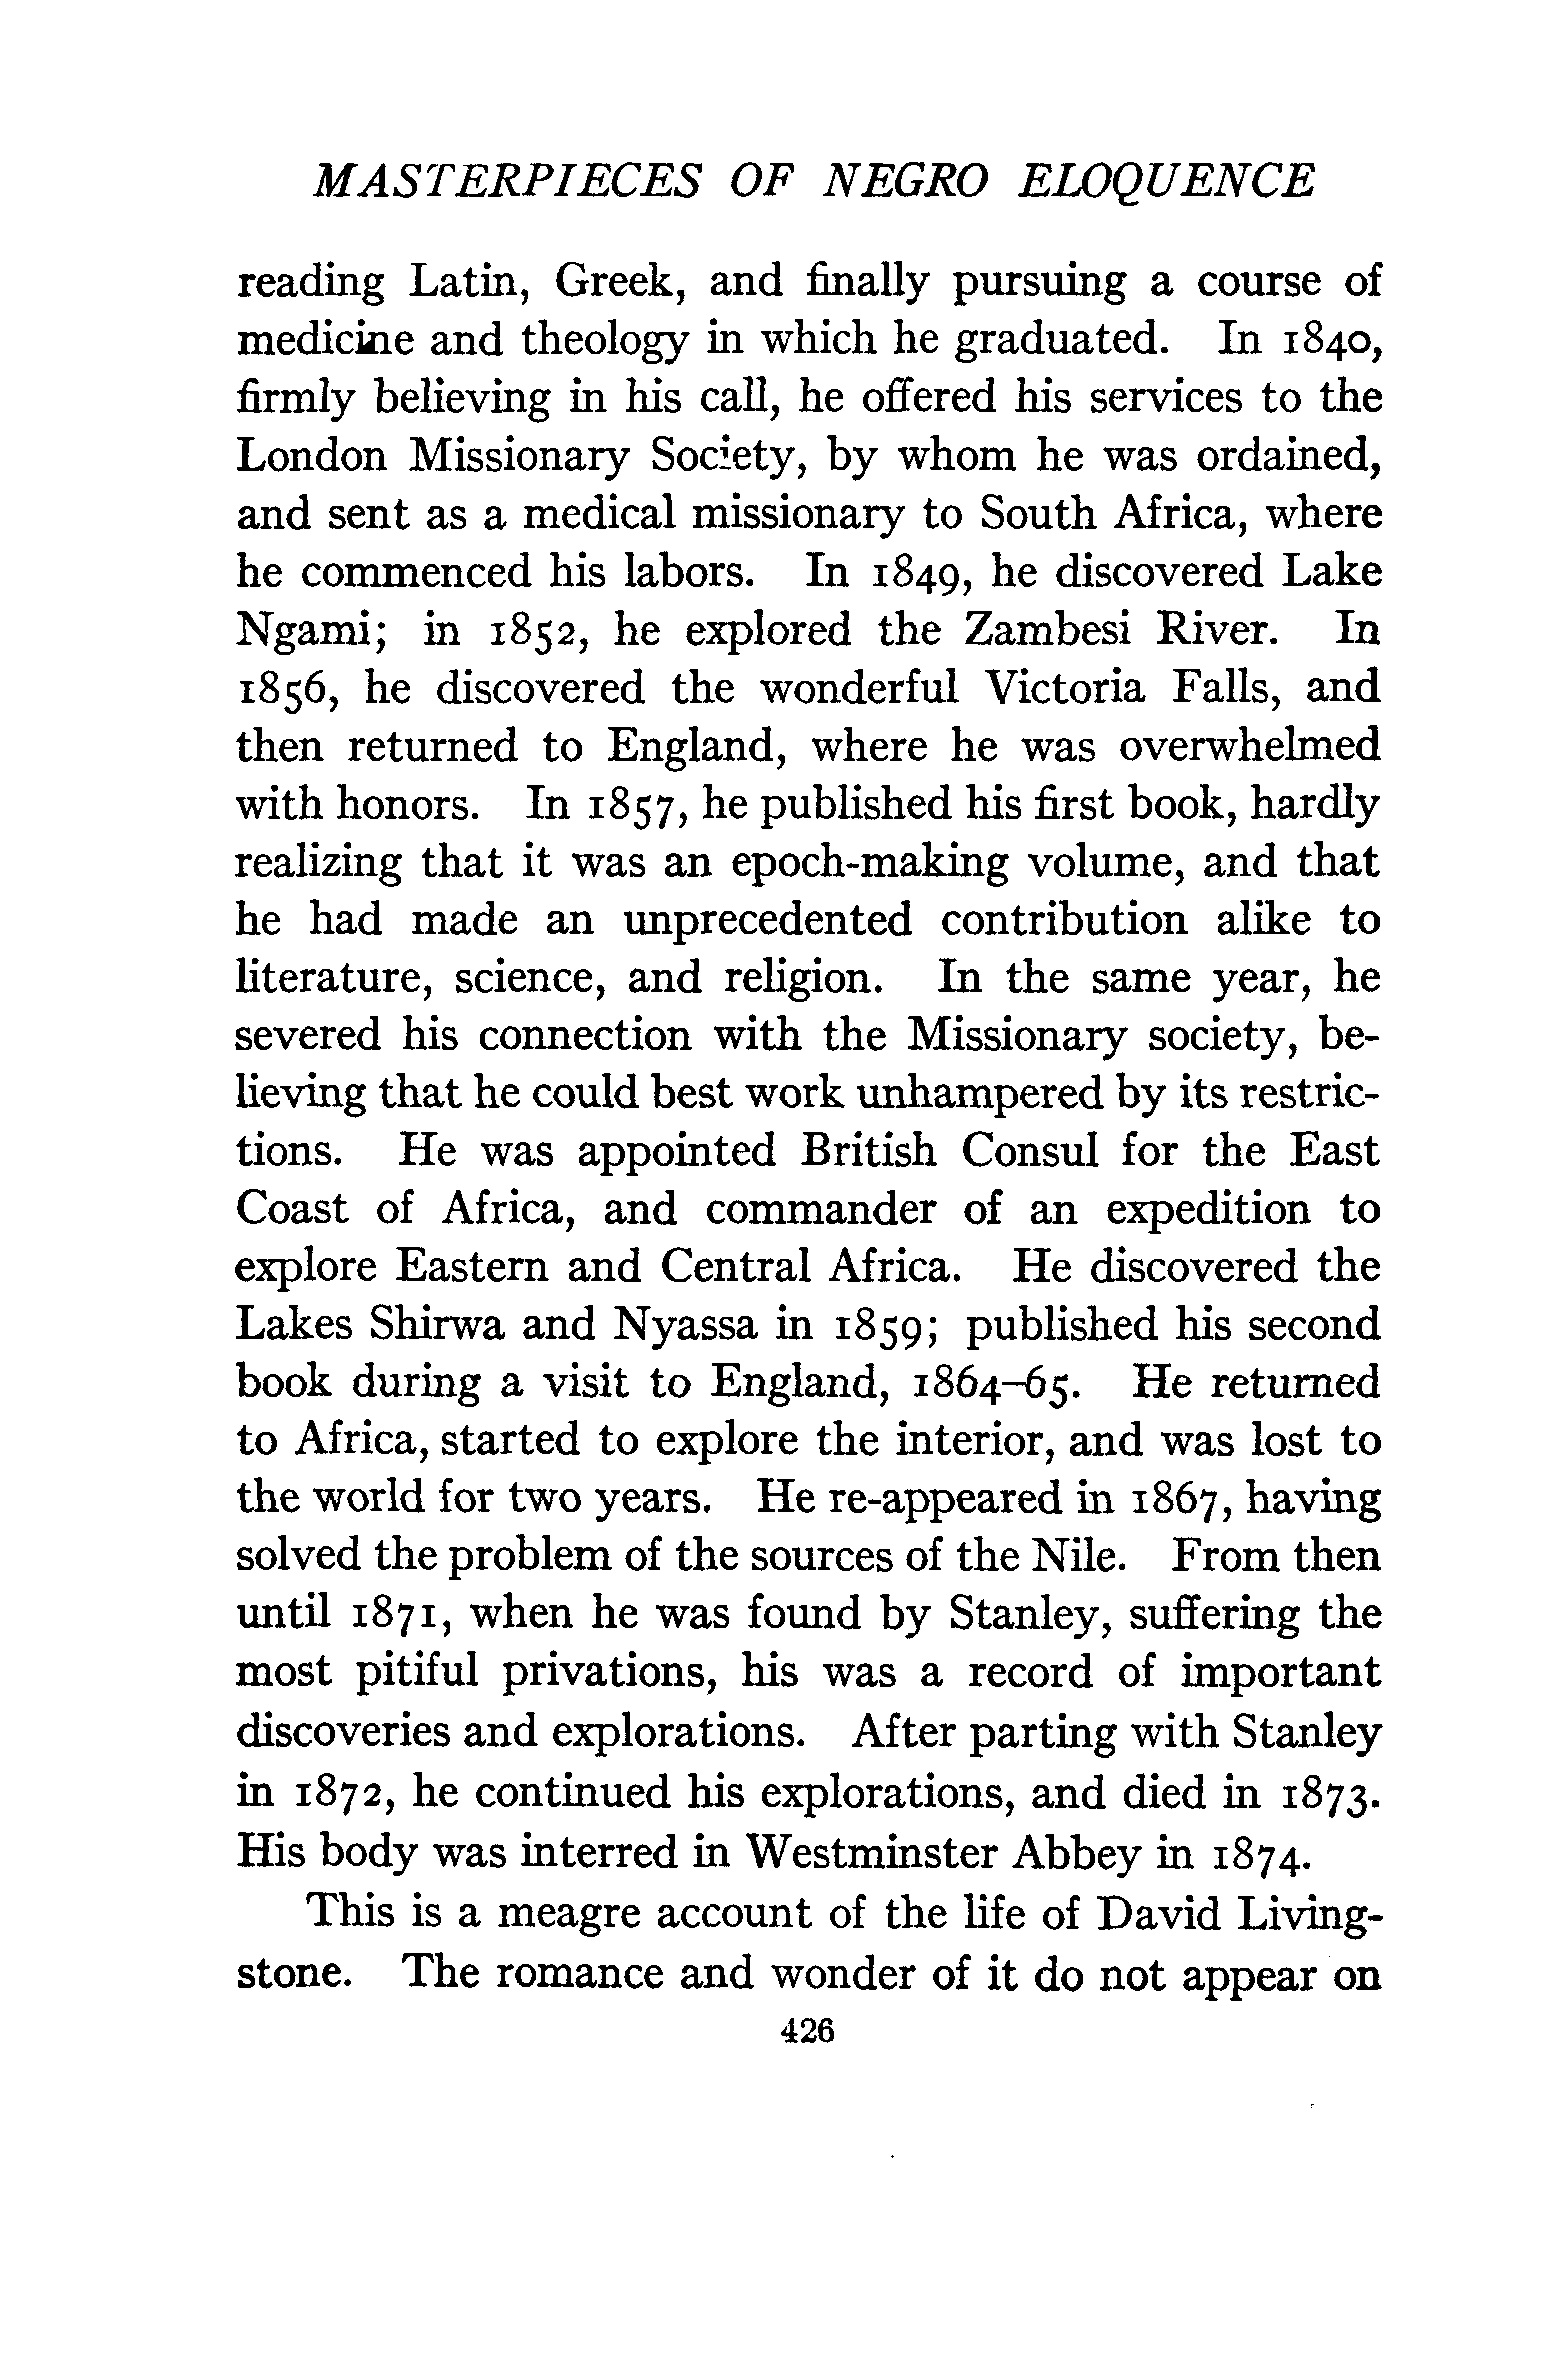 MASTERPIECES OF NEGRO ELOQUENCE
reading Latin, Greek, and finally pursuing a course of
medicine and theology in which he graduated. In 1840,
firmly believing in his call, he offered his services to the
London Missionary Society, by whom he was ordained,
and sent as a medical missionary to South Africa, where
he commenced his labors. In 1849, he discovered Lake
Ngami; in 1852, he explored the Zambesi River. In
1856, he discovered the wonderful Victoria Falls, and
then returned to England, where he was overwhelmed
with honors. In 1857, he published his first book, hardly
realizing that it was an epoch-making volume, and that
he had made an unprecedented contribution alike to
literature, science, and religion. In the same year, he
severed his connection with the Missionary society, be-
lieving that he could best work unhampered by its restric-
tions. He was appointed British Consul for the East
Coast of Africa, and commander of an expedition to
explore Eastern and Central Africa. He discovered the
Lakes Shirwa and Nyassa in 1859; published his second
book during a visit to England, 1864-65. He returned
to Africa, started to explore the interior, and was lost to
the world for two years. He re-appeared in 1867, having
solved the problem of the sources of the Nile. From then
until 1871, when he was found by Stanley, suffering the
most pitiful privations, his was a record of important
discoveries and explorations. After parting with Stanley
in 1872, he continued his explorations, and died in 1873.
His body was interred in Westminster Abbey in 1874.
This is a meagre account of the life of David Living-
stone. The romance and wonder of it do not appear on
426